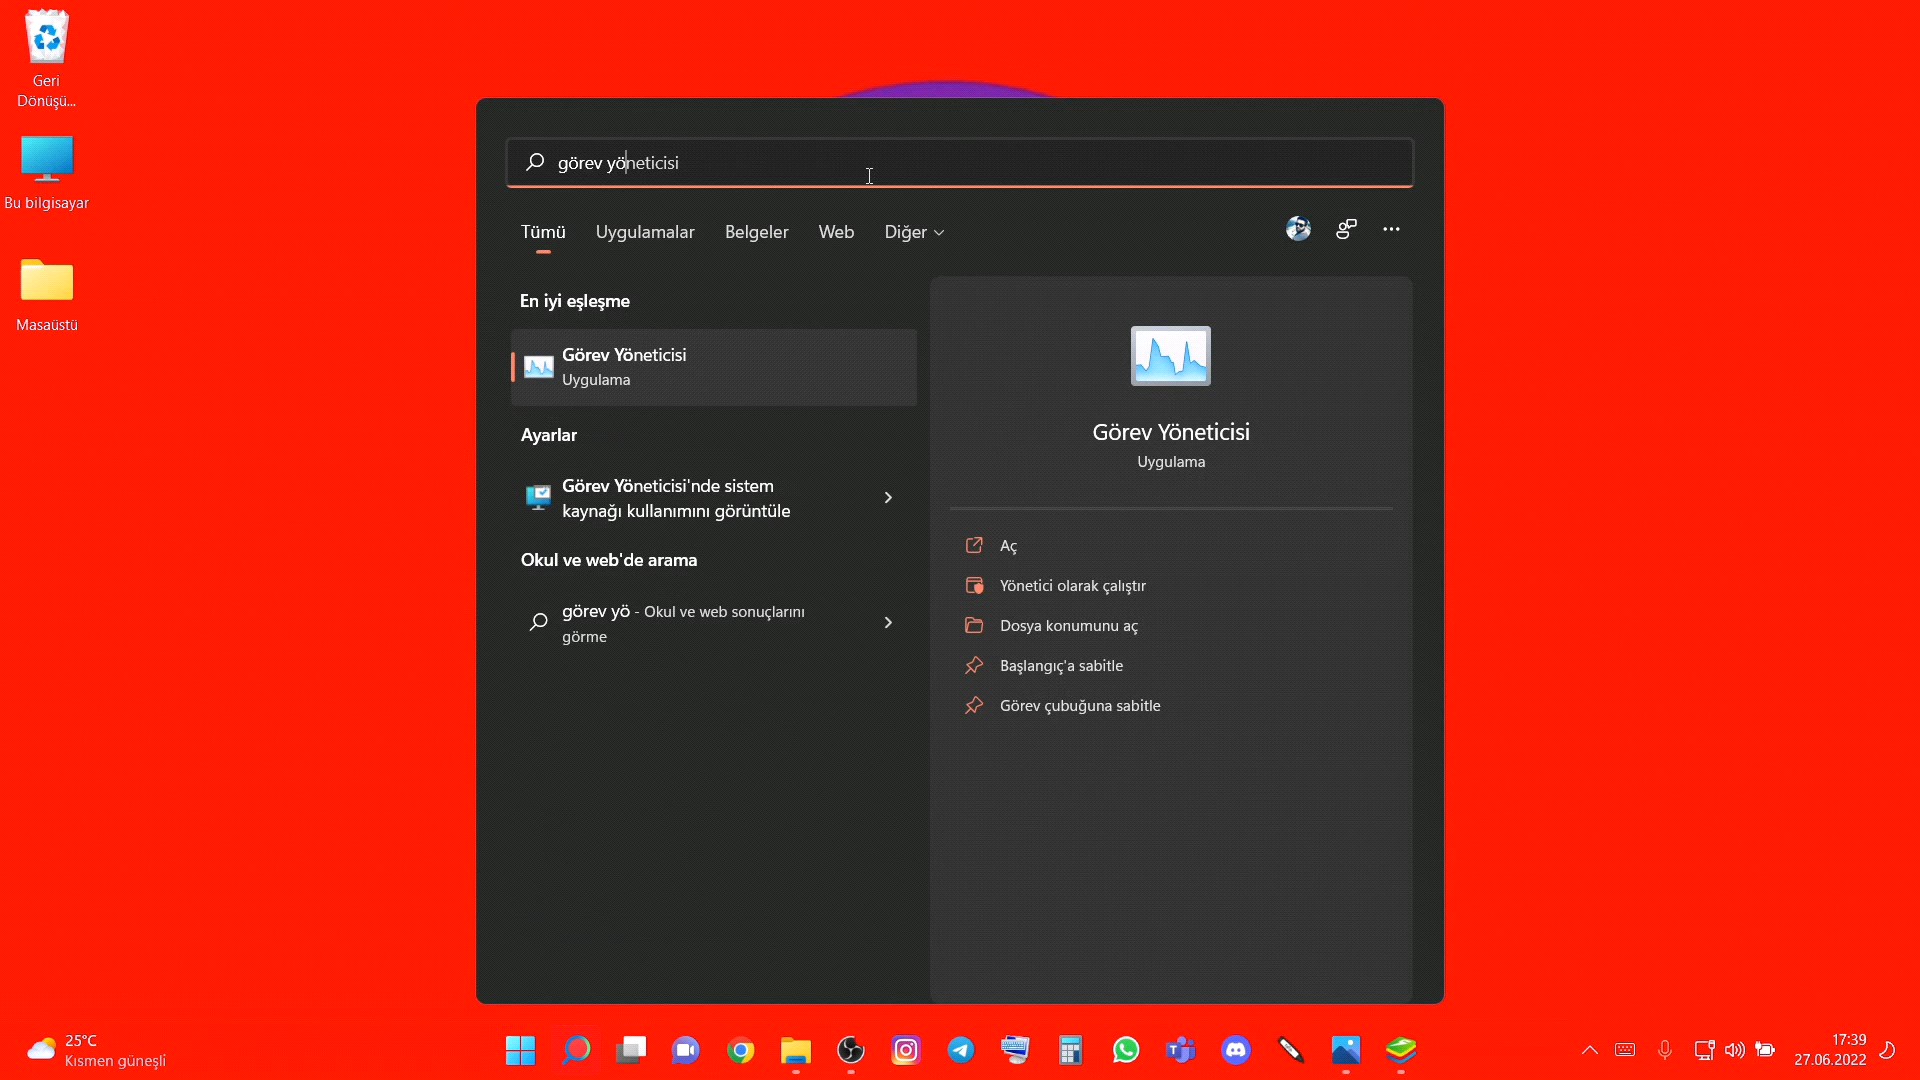 Geri
Dönüşü...
Bu bilgisayar
Masaüstü
görev yöneticisi
Tümü
Uygulamalar
Belgeler
Web
Diğer
En iyi eşleşme
Görev Yöneticisi
Uygulama
Ayarlar
Görev Yöneticisi'nde sistem
kaynağı kullanımını görüntüle
Okul ve web'de arama
görev yö - Okul ve web sonuçlarını
görme
Görev Yöneticisi
Uygulama
Aç
Yönetici olarak çalıştır
Dosya konumunu aç
Başlangıç'a sabitle
Görev çubuğuna sabitle
25°C
Kısmen güneşli
17:39
27.06.2022